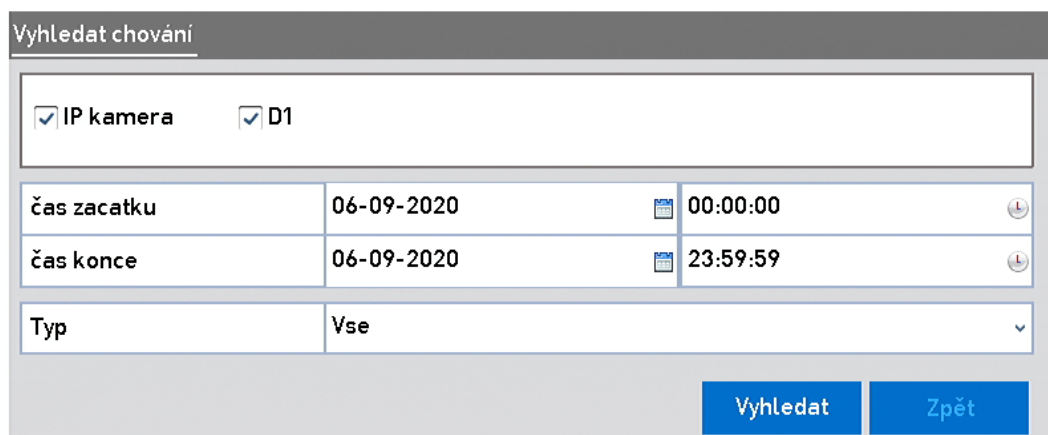 Vyhledat chování
IP kamera D1
čas zacatku 06-09-2020 00:00:00
čas konce 06-09-2020 23:59:59
Typ Vse
Vyhledat Zpět